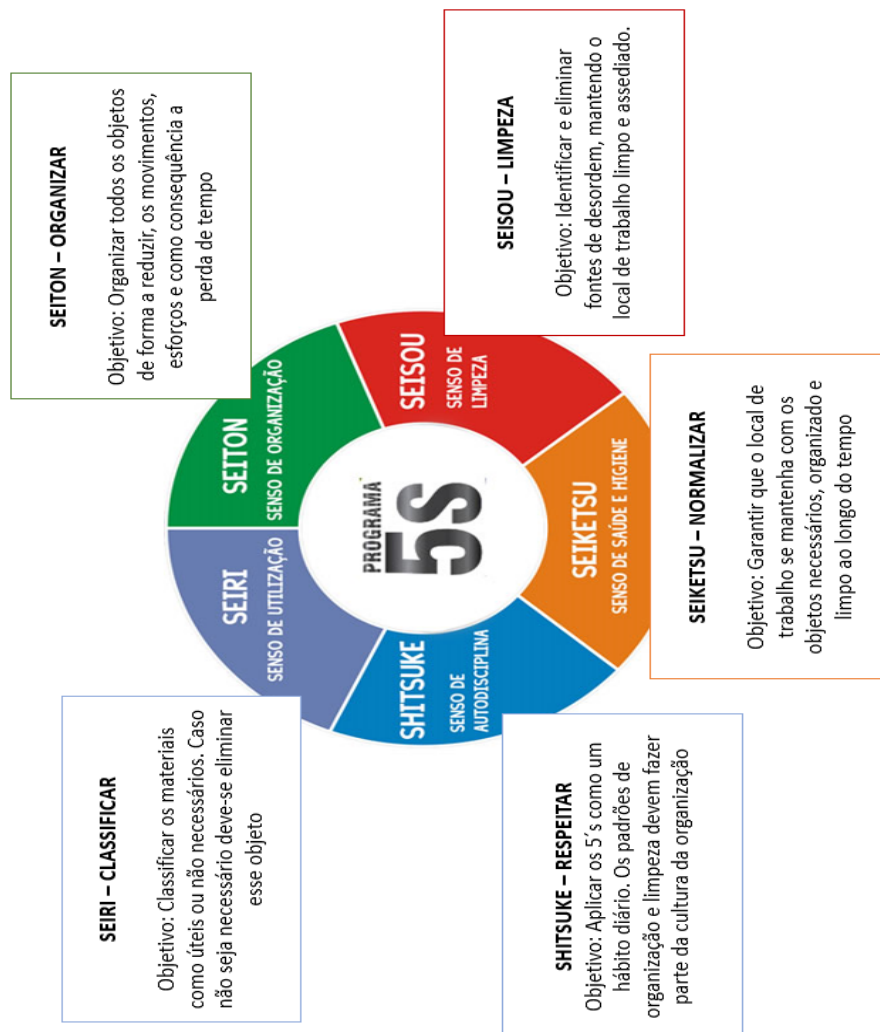 SEIRI – CLASSIFICAR
Objetivo: Classificar os materiais
como úteis ou não necessários. Caso
não seja necessário deve-se eliminar
esse objeto
SEITON – ORGANIZAR
Objetivo: Organizar todos os objetos
de forma a reduzir, os movimentos,
esforços e como consequência a
perda de tempo
SEIRI
SENSO DE UTILIZAÇÃO
SEITON
SENSO DE ORGANIZAÇÃO
PROGRAMA
5S
SHITSUKE
SENSO DE
AUTODISCIPLINA
SEISOU
SENSO DE
LIMPEZA
SEIKETSU
SENSO DE SAÚDE E HIGIENE
SEISOU – LIMPEZA
Objetivo: Identificar e eliminar
fontes de desordem, mantendo o
local de trabalho limpo e assediado.
SHITSUKE – RESPEITAR
Objetivo: Aplicar os 5´s como um
hábito diário. Os padrões de
organização e limpeza devem fazer
parte da cultura da organização
SEIKETSU – NORMALIZAR
Objetivo: Garantir que o local de
trabalho se mantenha com os
objetos necessários, organizado e
limpo ao longo do tempo